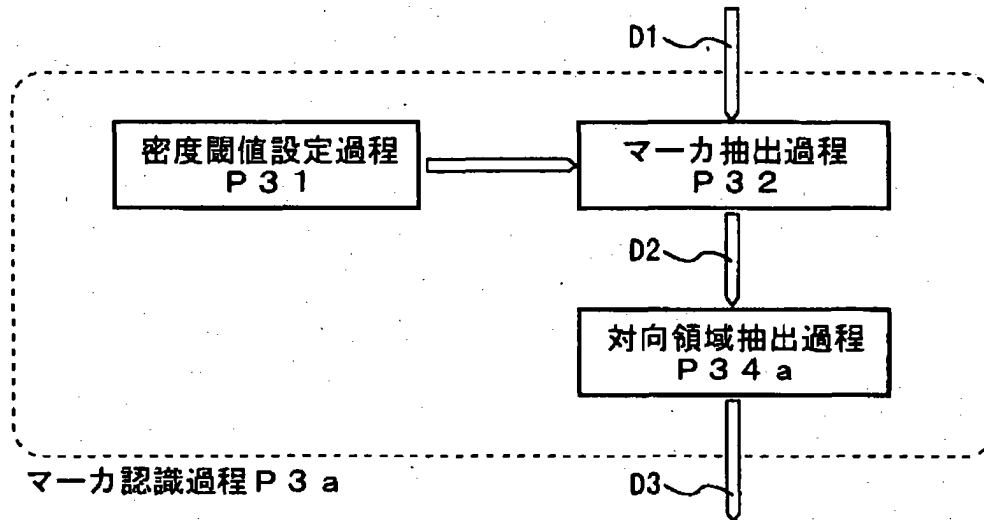 D1
密度閾値設定過程
P31
マーカ抽出過程
P32
D2
対向領域抽出過程
P34a
マーカ認識過程P3a
D3